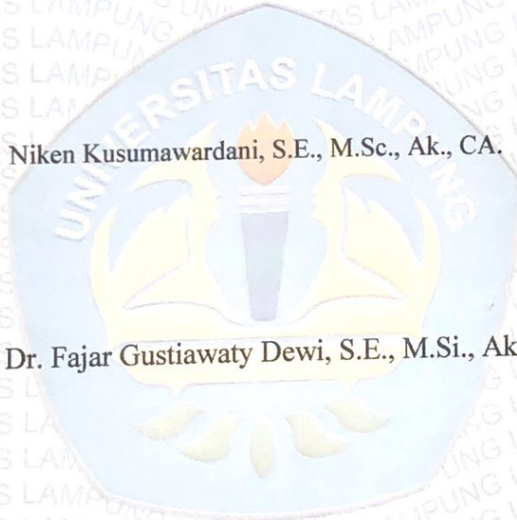 UNIVERSITAS LAMPUNG
Niken Kusumawardani, S.E., M.Sc., Ak., CA.
Dr. Fajar Gustiawaty Dewi, S.E., M.Si., Ak